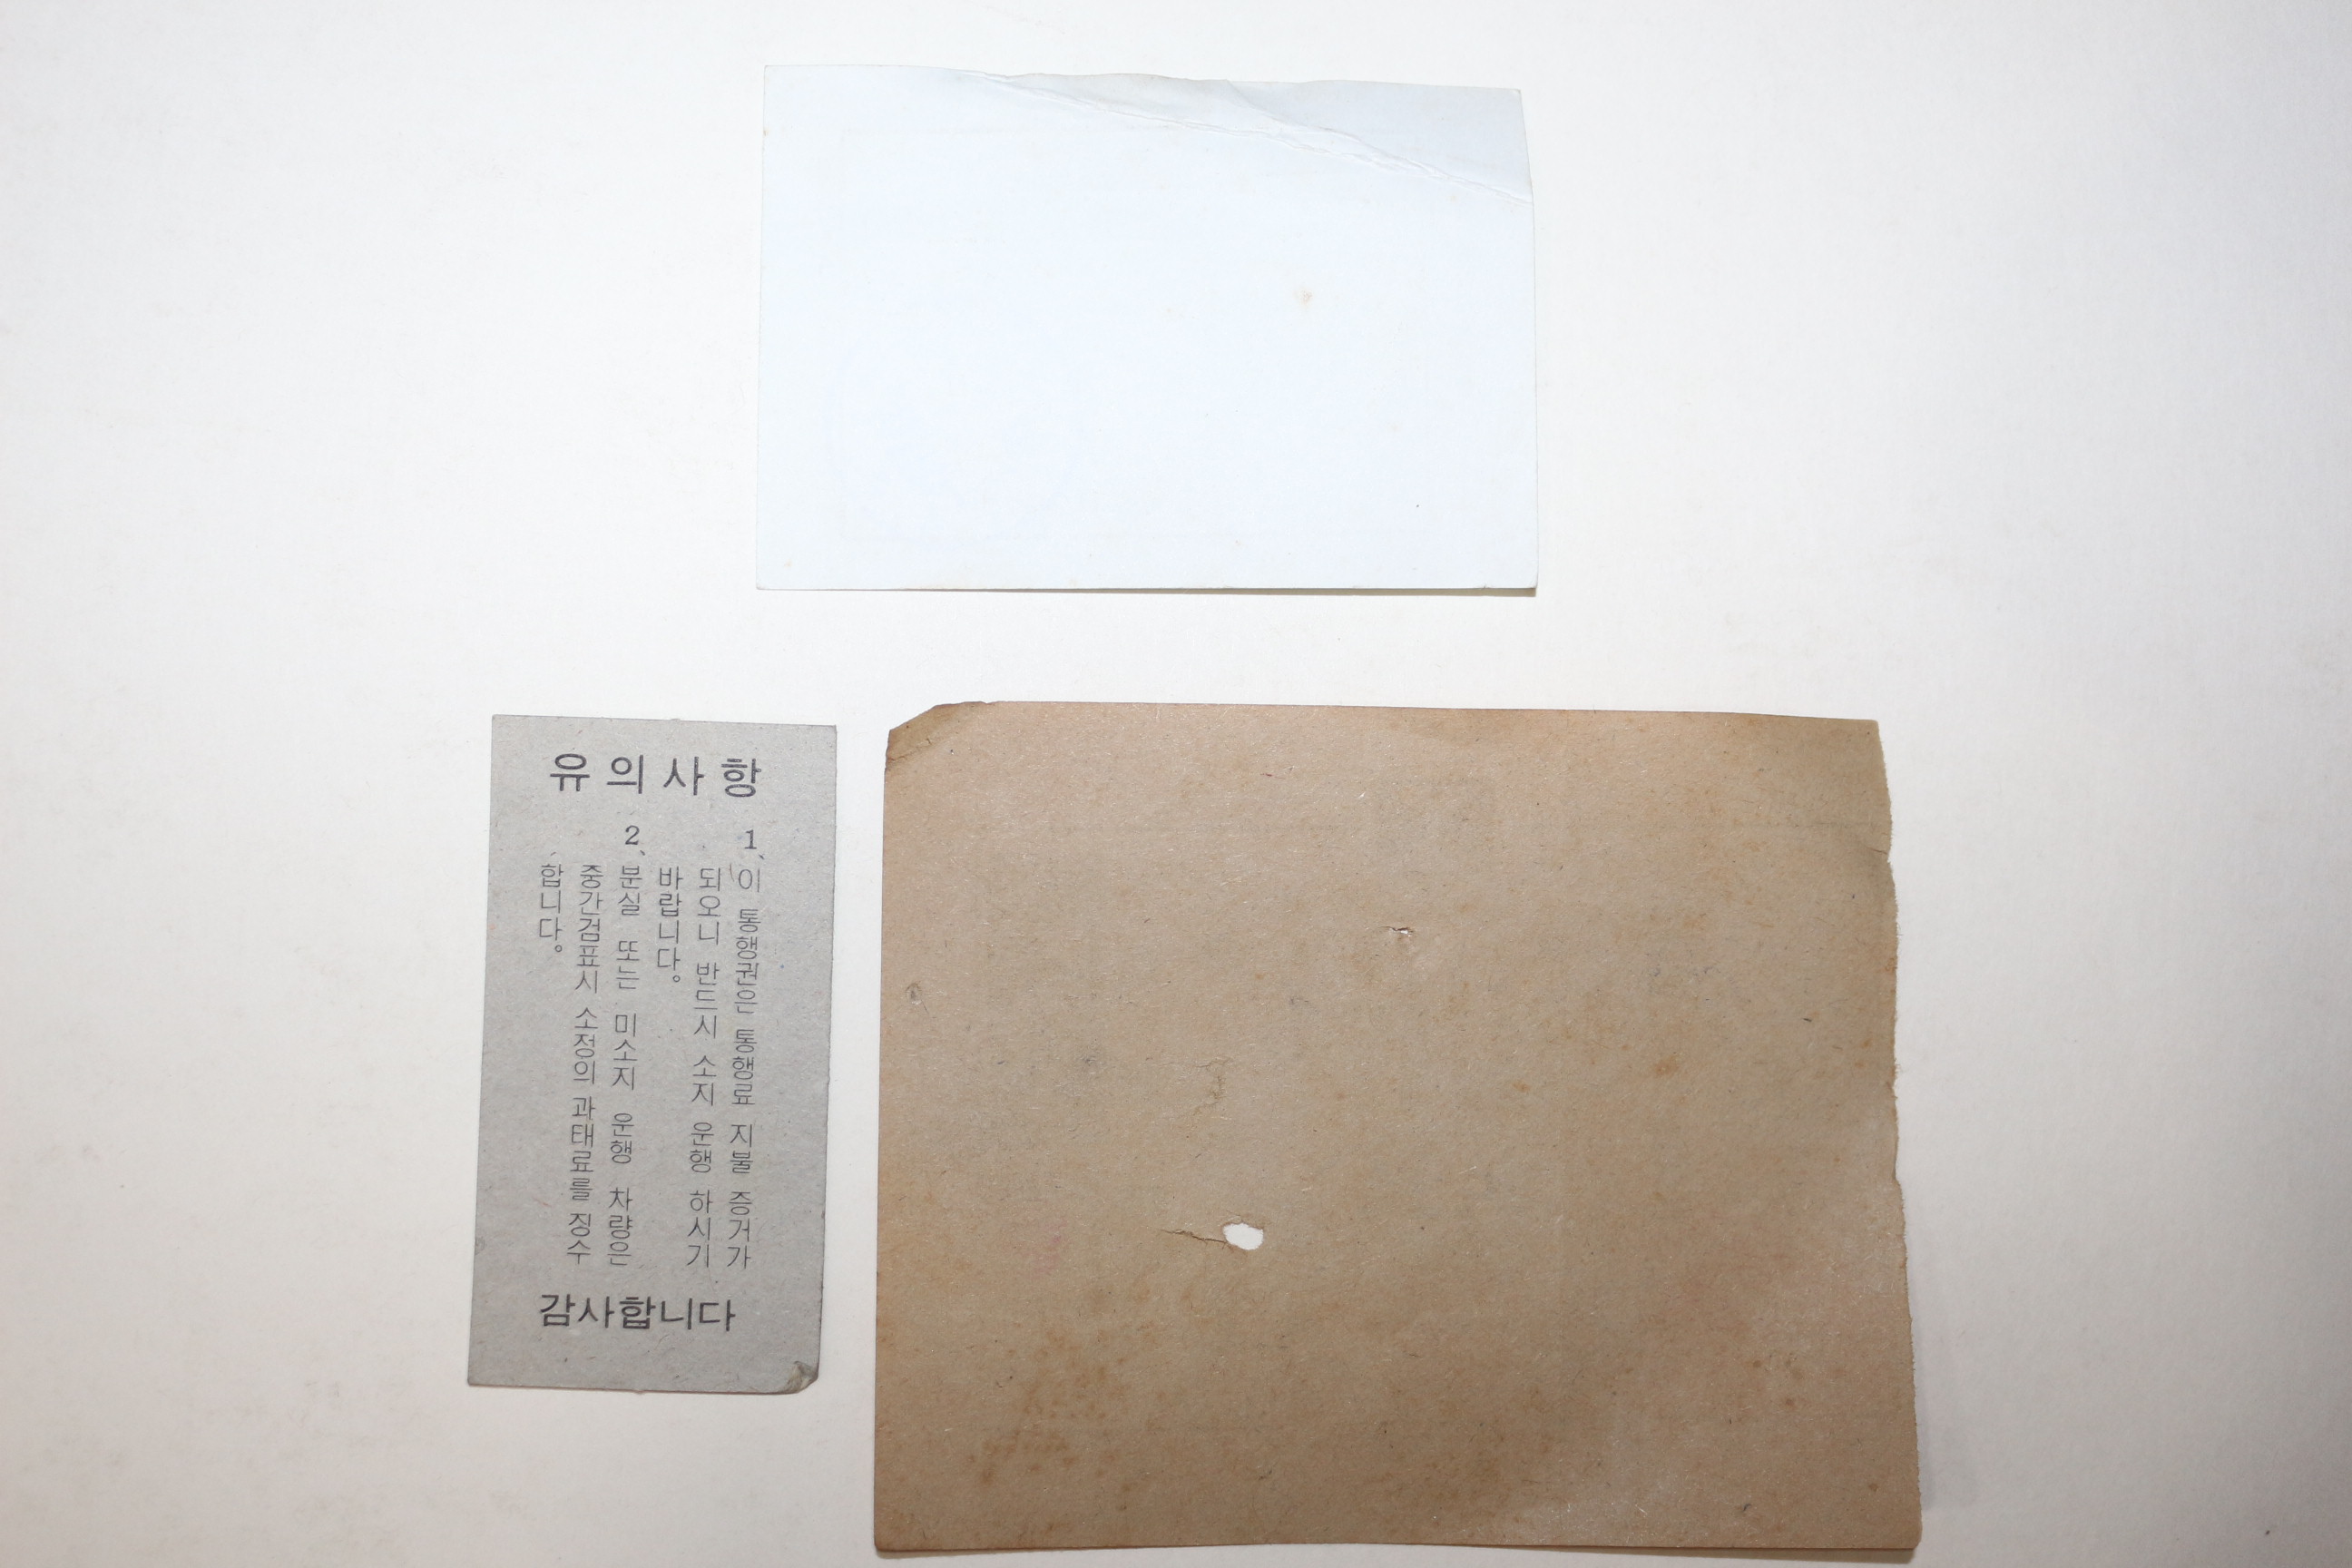 유의사항
1、이 통행권은 통행료 지불 증거가
되오니 반드시 소지 운행 하시기
바랍니다。
2、분실 또는 미소지 운행 차량은
중간검표시 소정의 과태료를 징수
합니다。
감사합니다